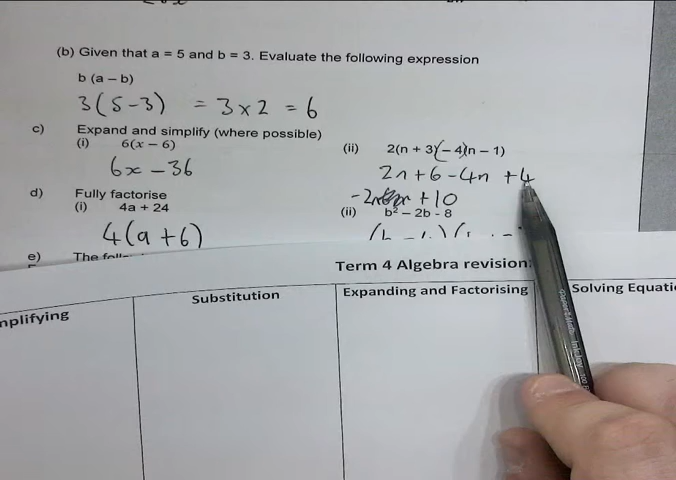 (b) Given that a = 5 and b = 3. Evaluate the following expression
b (a – b)
3(5-3) = 3×2 = 6
c) Expand and simplify (where possible)
(i) 6(x – 6)
(ii) 2(n + 3)(– 4)(n – 1)
6x - 36
2n+6-4n +4
d) Fully factorise
-2n +10
(i) 4a + 24
(ii) b² – 2b - 8
4(a+6)
e) The
Term 4 Algebra revision:
mplifying
Substitution
Expanding and Factorising
Solving Equati